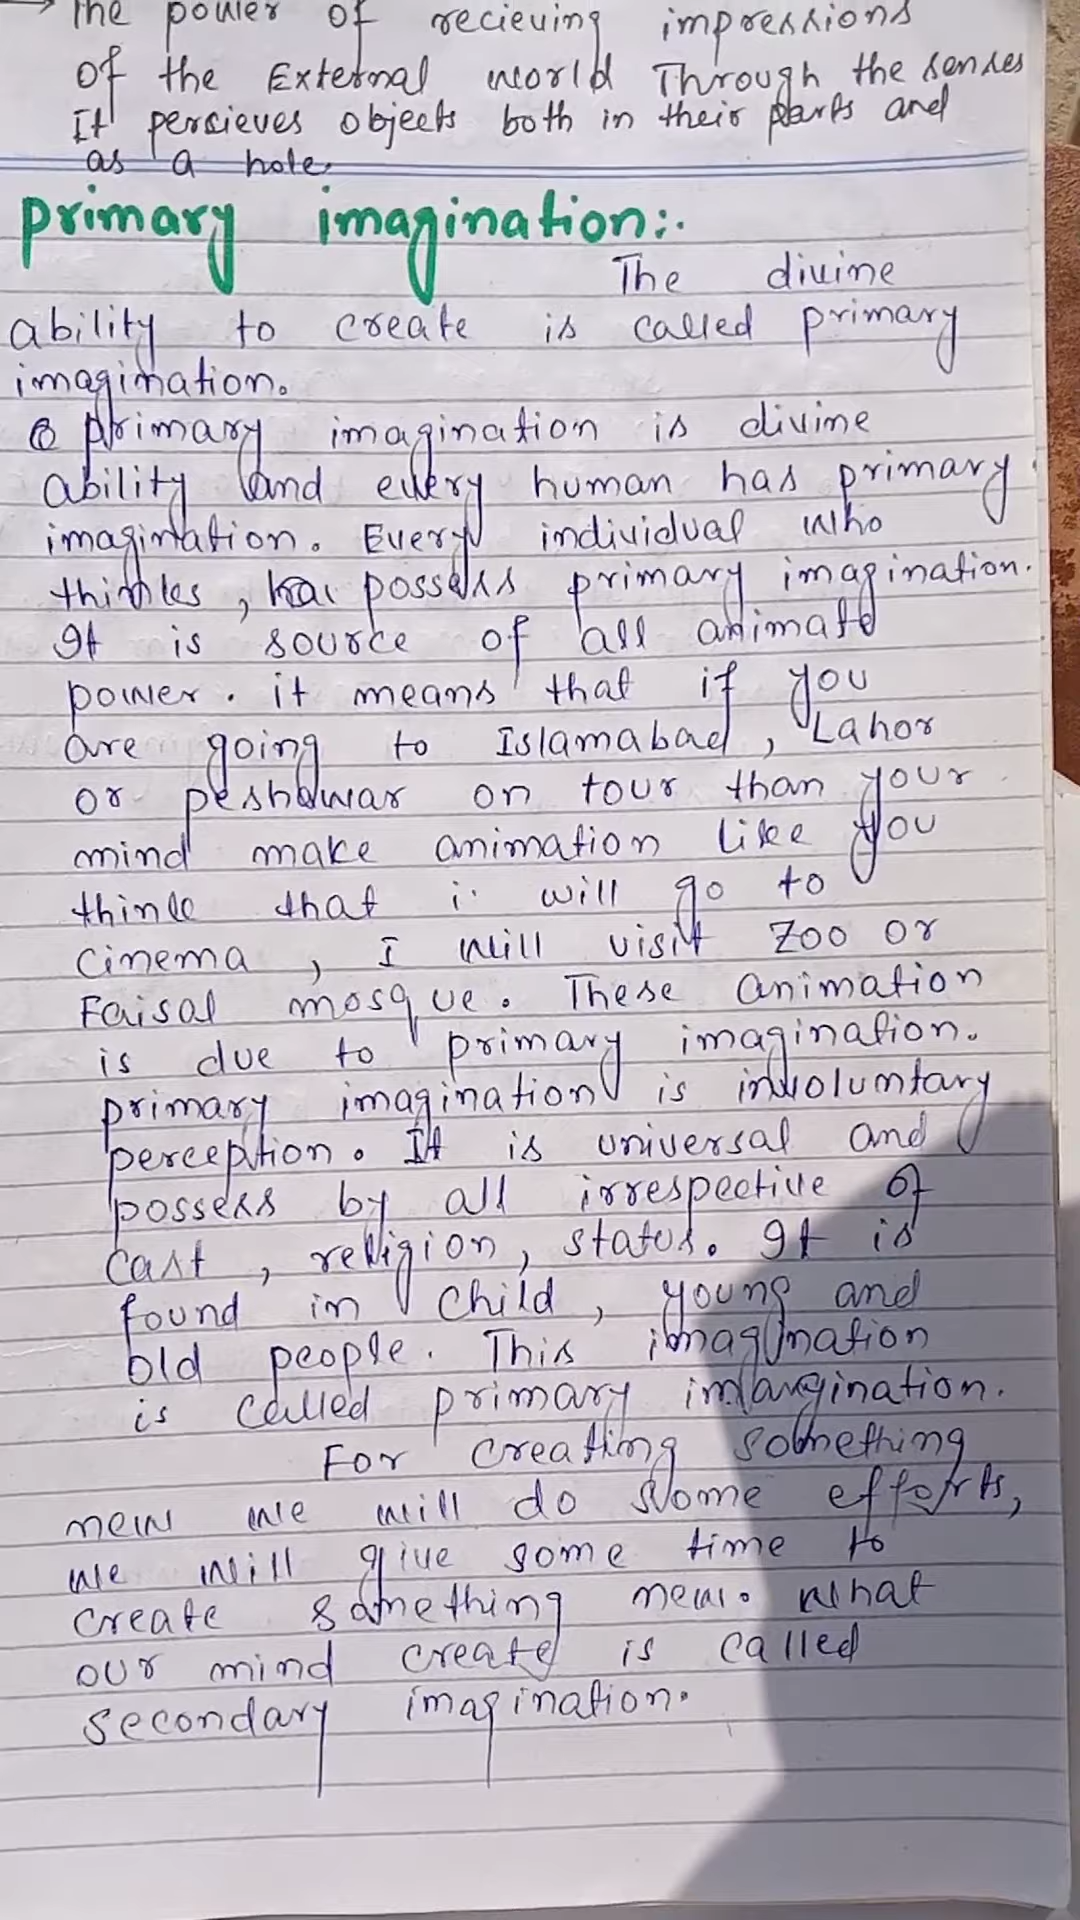 The power of recieving impressions
of the External world Through the senses
It persieves objects both in their parts and
as a hole.
primary imagination:.
The divine
ability to create is called primary
imagination.
primary imagination is divine
ability and every human has primary
imagination. Every individual who
thinks, possess primary imagination.
It is source of all animate
power. it means that if you
are going to Islamabad, Lahor
or peshawar on tour than your
mind make animation like you
think that i will go to
cinema, I will visit zoo or
Faisal mosque. These animation
is due to primary imagination.
primary imagination is involuntary
perception. It is universal and
possess by all irrespective of
cast, religion, status. It is
found in child, young and
old people. This imagination
is called primary imargination.
For creating something
new we will do some efforts,
we will give some time to
create something new. what
our mind create is called
secondary imagination.